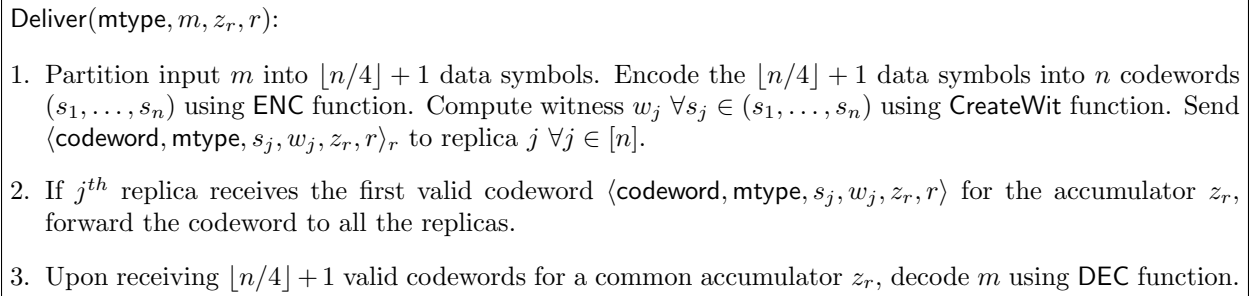 Deliver(mtype, m, z_r, r):
1. Partition input m into ⌊n/4⌋ + 1 data symbols. Encode the ⌊n/4⌋ + 1 data symbols into n codewords
(s_1, . . . , s_n) using ENC function. Compute witness w_j ∀s_j ∈ (s_1, . . . , s_n) using CreateWit function. Send
⟨codeword, mtype, s_j, w_j, z_r, r⟩_r to replica j ∀j ∈ [n].
2. If j^{th} replica receives the first valid codeword ⟨codeword, mtype, s_j, w_j, z_r, r⟩ for the accumulator z_r,
forward the codeword to all the replicas.
3. Upon receiving ⌊n/4⌋ + 1 valid codewords for a common accumulator z_r, decode m using DEC function.